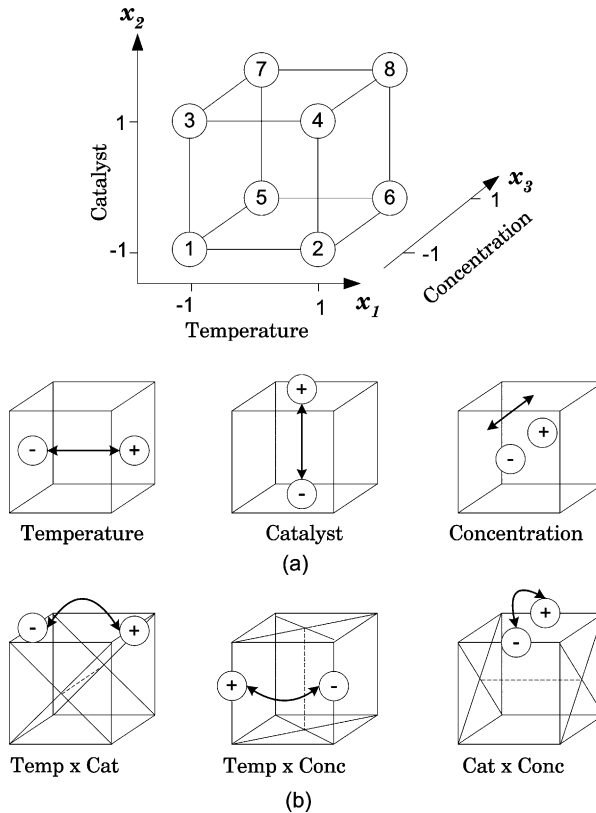 x2
7 8
1 3 4
Catalyst
5 6
x3
1
-1 1 2
-1
Concentration
-1 1 x1
Temperature
- +
+
-
+
-
Temperature Catalyst Concentration
(a)
- +
+ -
+
-
Temp x Cat Temp x Conc Cat x Conc
(b)